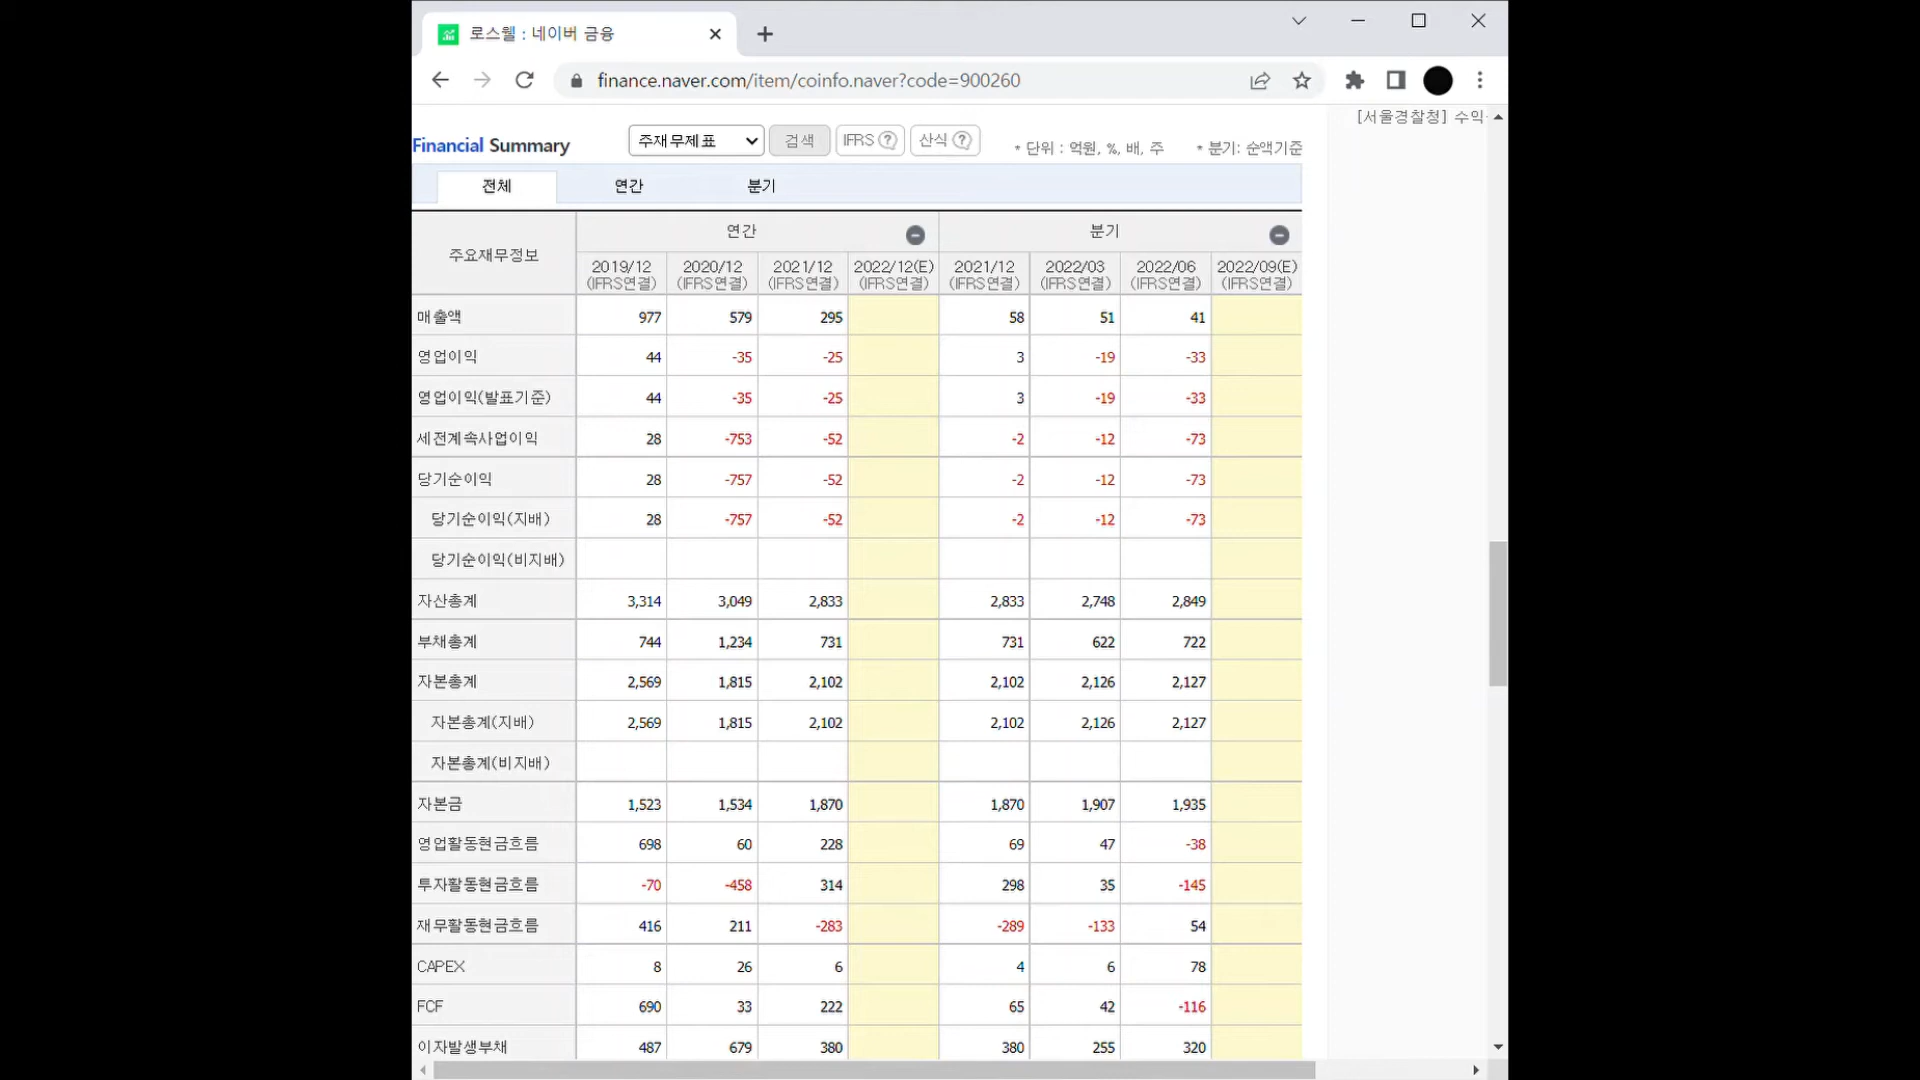 로스웰 : 네이버 금융
finance.naver.com/item/coinfo.naver?code=900260
[서울경찰청] 수익
Financial Summary 주재무제표 검색 IFRS ? 산식 ? * 단위 : 억원, %, 배, 주 * 분기: 순액기준
전체 연간 분기
주요재무정보 연간 분기
2019/12 2020/12 2021/12 2022/12(E) 2021/12 2022/03 2022/06 2022/09(E)
(IFRS연결) (IFRS연결) (IFRS연결) (IFRS연결) (IFRS연결) (IFRS연결) (IFRS연결) (IFRS연결)
매출액 977 579 295 58 51 41
영업이익 44 -35 -25 3 -19 -33
영업이익(발표기준) 44 -35 -25 3 -19 -33
세전계속사업이익 28 -753 -52 -2 -12 -73
당기순이익 28 -757 -52 -2 -12 -73
당기순이익(지배) 28 -757 -52 -2 -12 -73
당기순이익(비지배)
자산총계 3,314 3,049 2,833 2,833 2,748 2,849
부채총계 744 1,234 731 731 622 722
자본총계 2,569 1,815 2,102 2,102 2,126 2,127
자본총계(지배) 2,569 1,815 2,102 2,102 2,126 2,127
자본총계(비지배)
자본금 1,523 1,534 1,870 1,870 1,907 1,935
영업활동현금흐름 698 60 228 69 47 -38
투자활동현금흐름 -70 -458 314 298 35 -145
재무활동현금흐름 416 211 -283 -289 -133 54
CAPEX 8 26 6 4 6 78
FCF 690 33 222 65 42 -116
이자발생부채 487 679 380 380 255 320